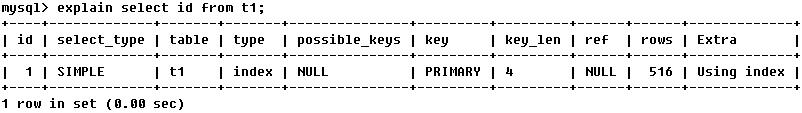 mysql> explain select id from t1;
+----+-------------+-------+-------+---------------+---------+---------+------+------+-------------+
| id | select_type | table | type | possible_keys | key | key_len | ref | rows | Extra |
+----+-------------+-------+-------+---------------+---------+---------+------+------+-------------+
| 1 | SIMPLE | t1 | index | NULL | PRIMARY | 4 | NULL | 516 | Using index |
+----+-------------+-------+-------+---------------+---------+---------+------+------+-------------+
1 row in set (0.00 sec)